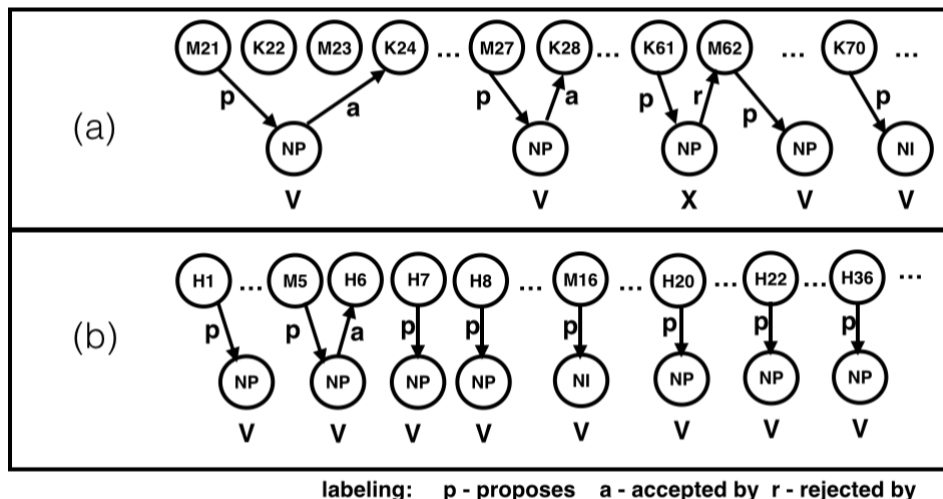 M21 K22 M23 K24 ... M27 K28 ... K61 M62 ... K70 ...
p a p a p r p p
(a)
NP NP NP NP NI
V V X V V
H1 ... M5 H6 H7 H8 ... M16 ... H20 ... H22 ... H36 ...
p p a p p p p p p
(b)
NP NP NP NP NI NP NP NP
V V V V V V V V
labeling: p - proposes a - accepted by r - rejected by